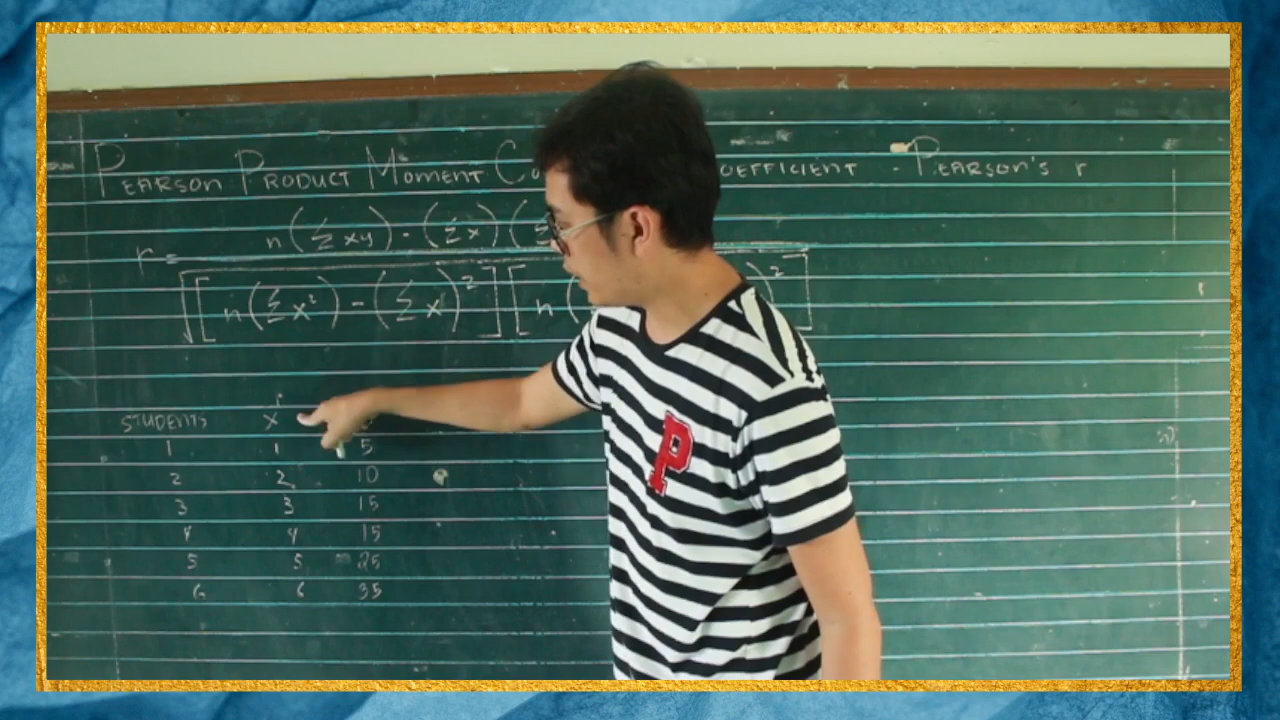 PEARSON PRODUCT MOMENT CO OEFFICIENT - PEARSON'S r
r = n(Σxy) - (Σx)(Σ
√[n(Σx²) - (Σx)²][n( )²]
STUDENTS X
1 1 5
2 2 10
3 3 15
4 4 15
5 5 25
6 6 35
P